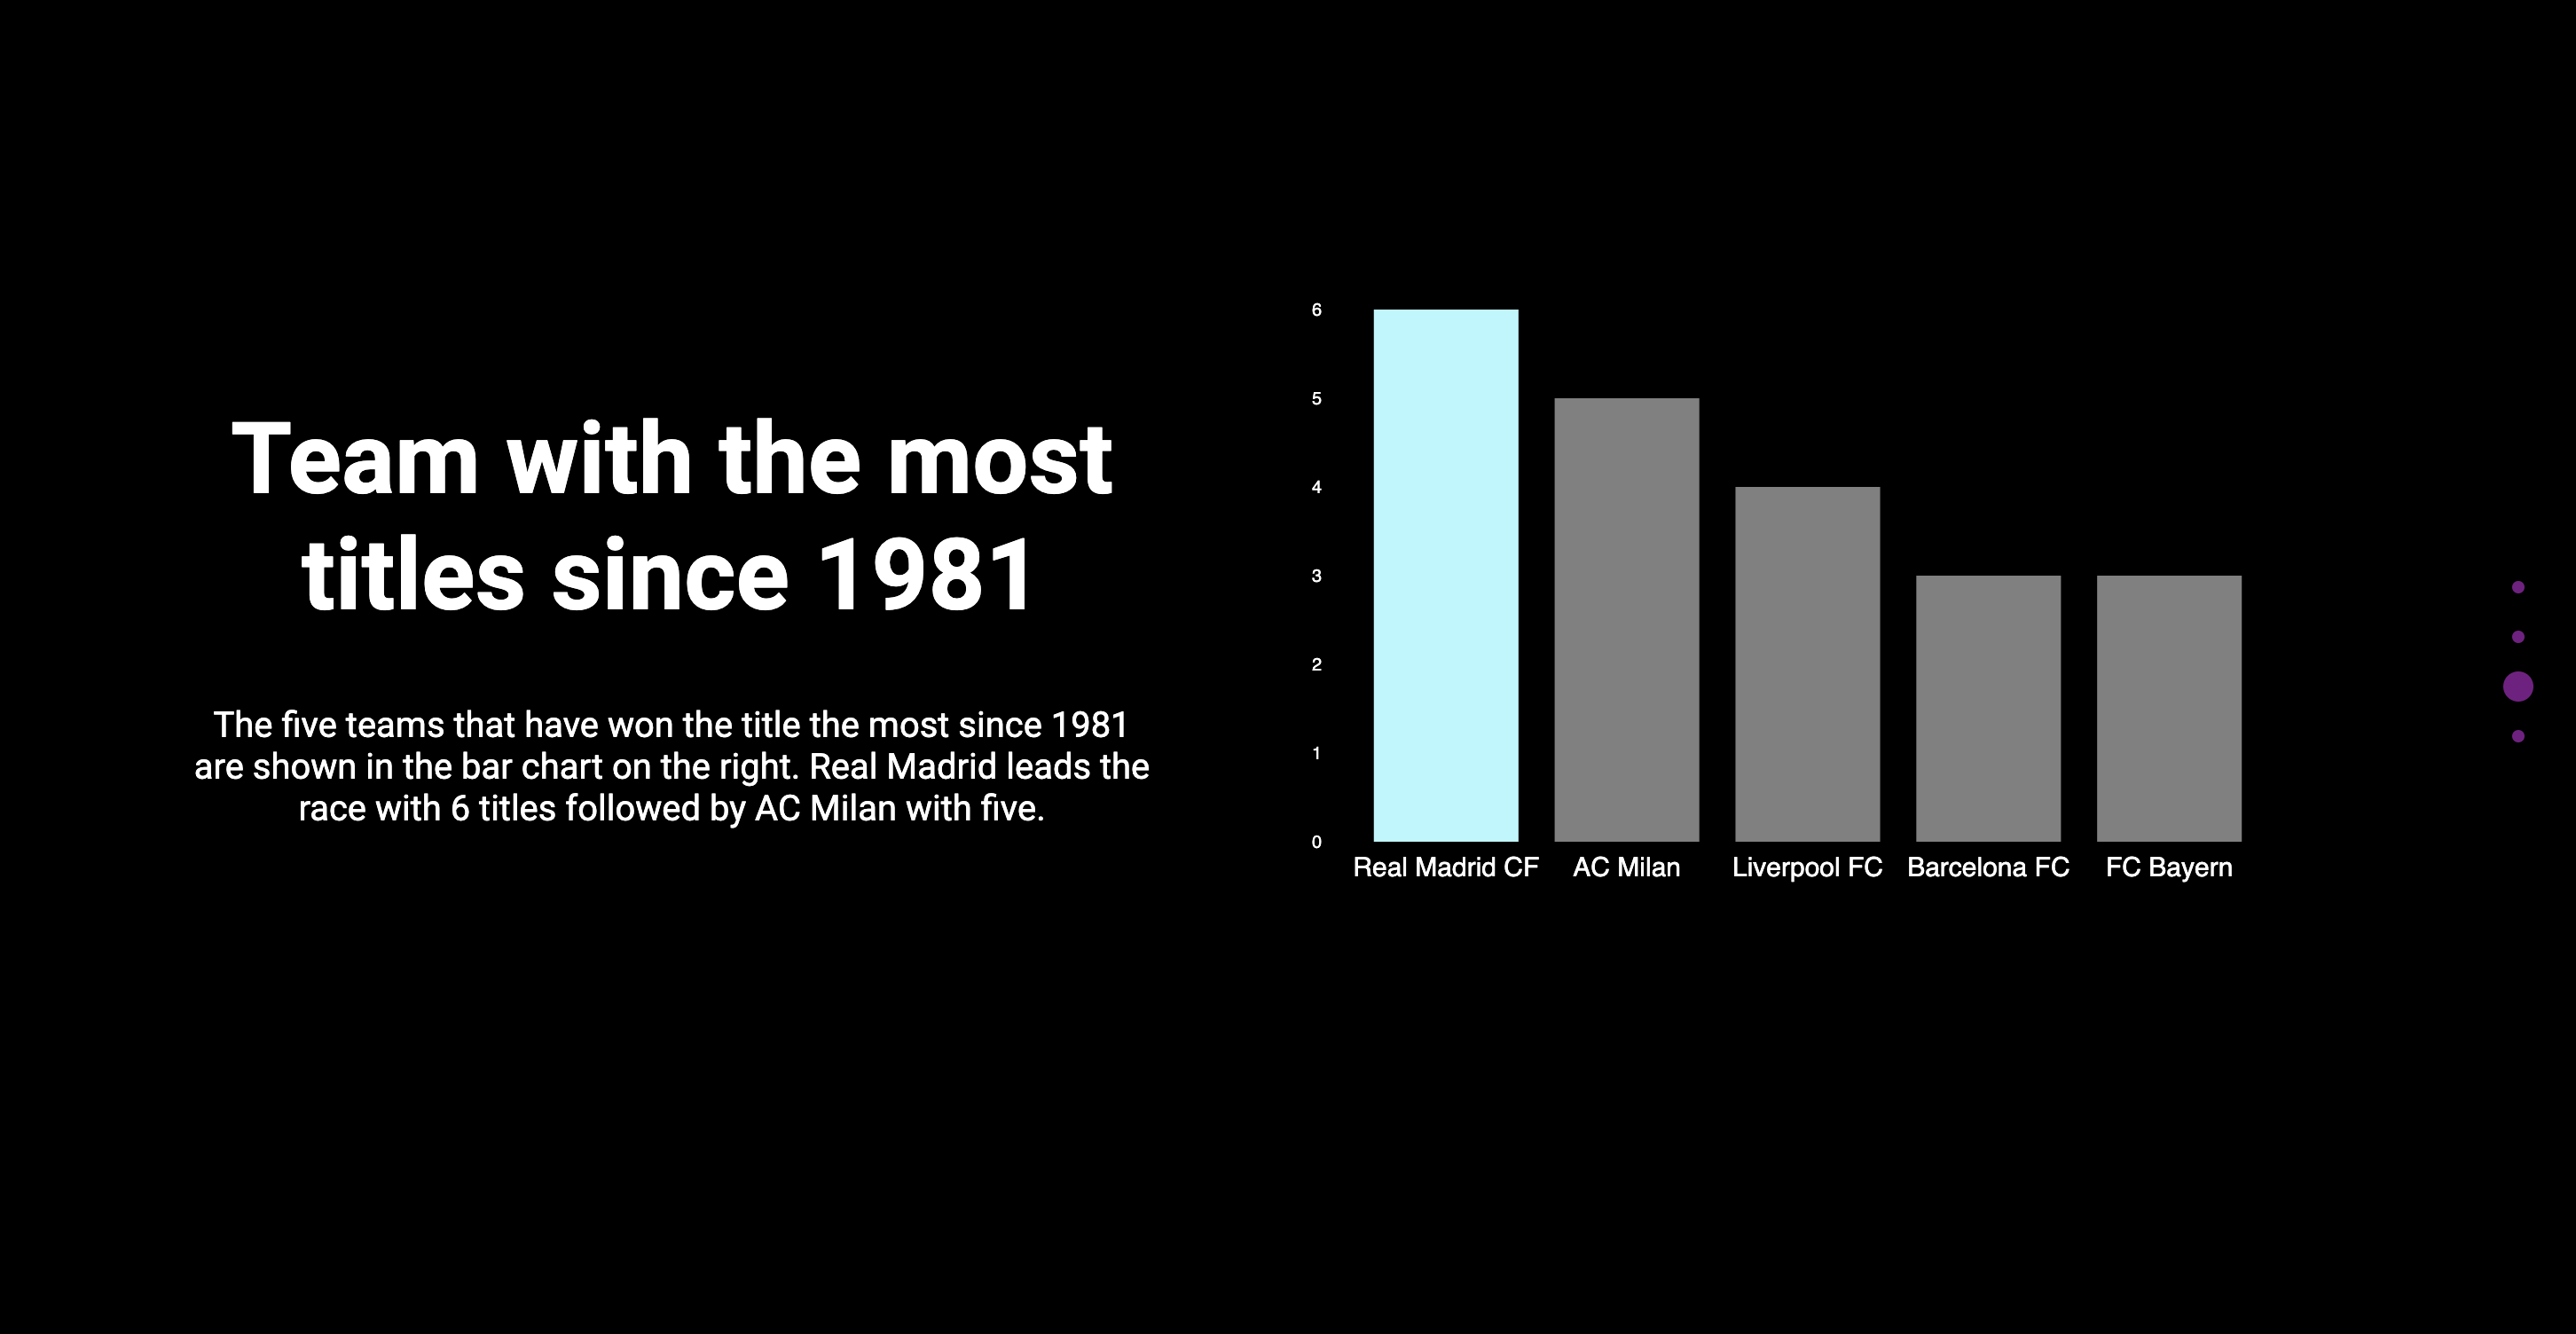 Team with the most
titles since 1981
The five teams that have won the title the most since 1981
are shown in the bar chart on the right. Real Madrid leads the
race with 6 titles followed by AC Milan with five.
6
5
4
3
2
1
0
Real Madrid CF AC Milan Liverpool FC Barcelona FC FC Bayern